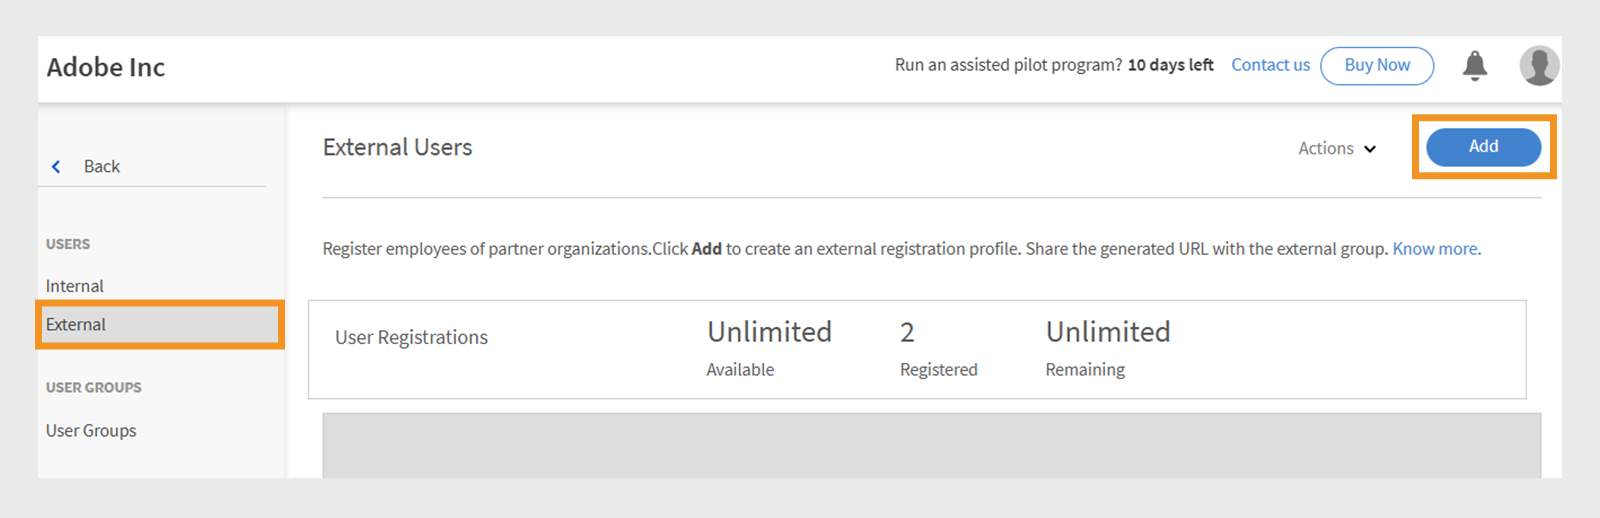 Adobe Inc
Run an assisted pilot program? 10 days left Contact us Buy Now
Back
USERS
Internal
External
USER GROUPS
User Groups
External Users
Actions
Add
Register employees of partner organizations.Click Add to create an external registration profile. Share the generated URL with the external group. Know more.
User Registrations
Unlimited
Available
2
Registered
Unlimited
Remaining